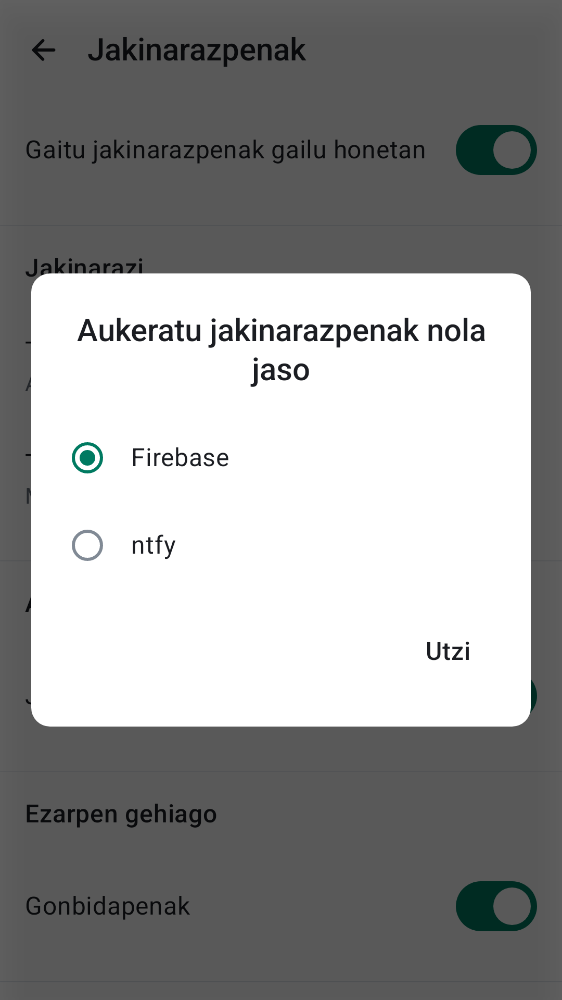 Jakinarazpenak
Gaitu jakinarazpenak gailu honetan
Jakinarazi
Aukeratu jakinarazpenak nola
jaso
Firebase
ntfy
Utzi
Ezarpen gehiago
Gonbidapenak